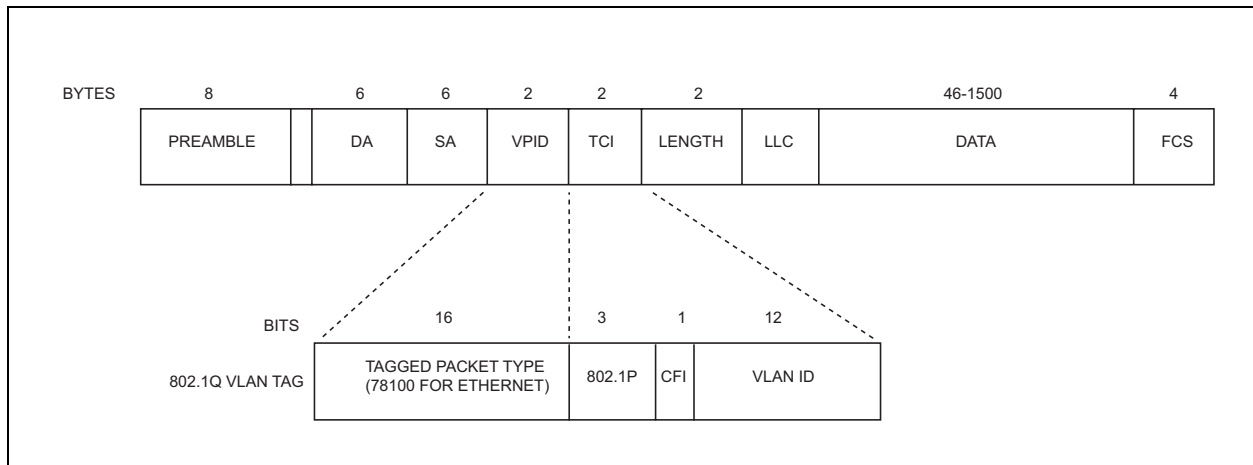 BYTES 8 6 6 2 2 2 46-1500 4
PREAMBLE DA SA VPID TCI LENGTH LLC DATA FCS
BITS 16 3 1 12
802.1Q VLAN TAG
TAGGED PACKET TYPE
(78100 FOR ETHERNET)
802.1P CFI VLAN ID